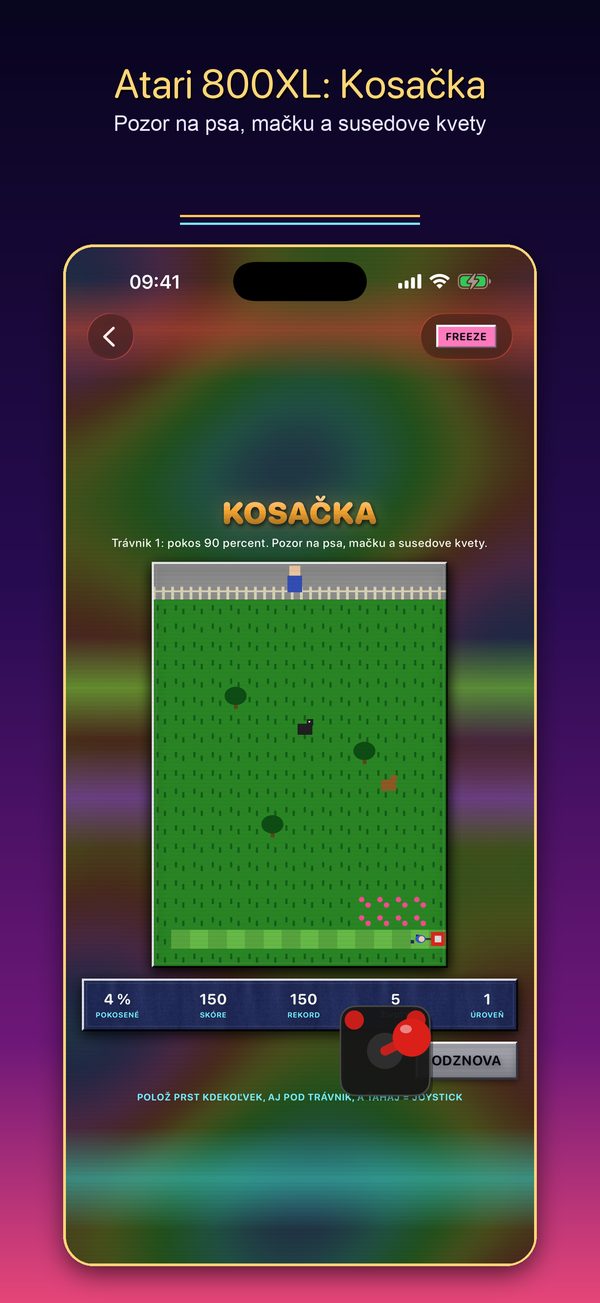 Atari 800XL: Kosačka
Pozor na psa, mačku a susedove kvety
09:41
FREEZE
KOSAČKA
Trávnik 1: pokos 90 percent. Pozor na psa, mačku a susedove kvety.
4 % 150 150 5 1
POKOSENÉ SKÓRE REKORD ÚROVEŇ
ODZNOVA
POLOŽ PRST KDEKOĽVEK, AJ POD TRÁVNIK, A ŤAHAJ = JOYSTICK